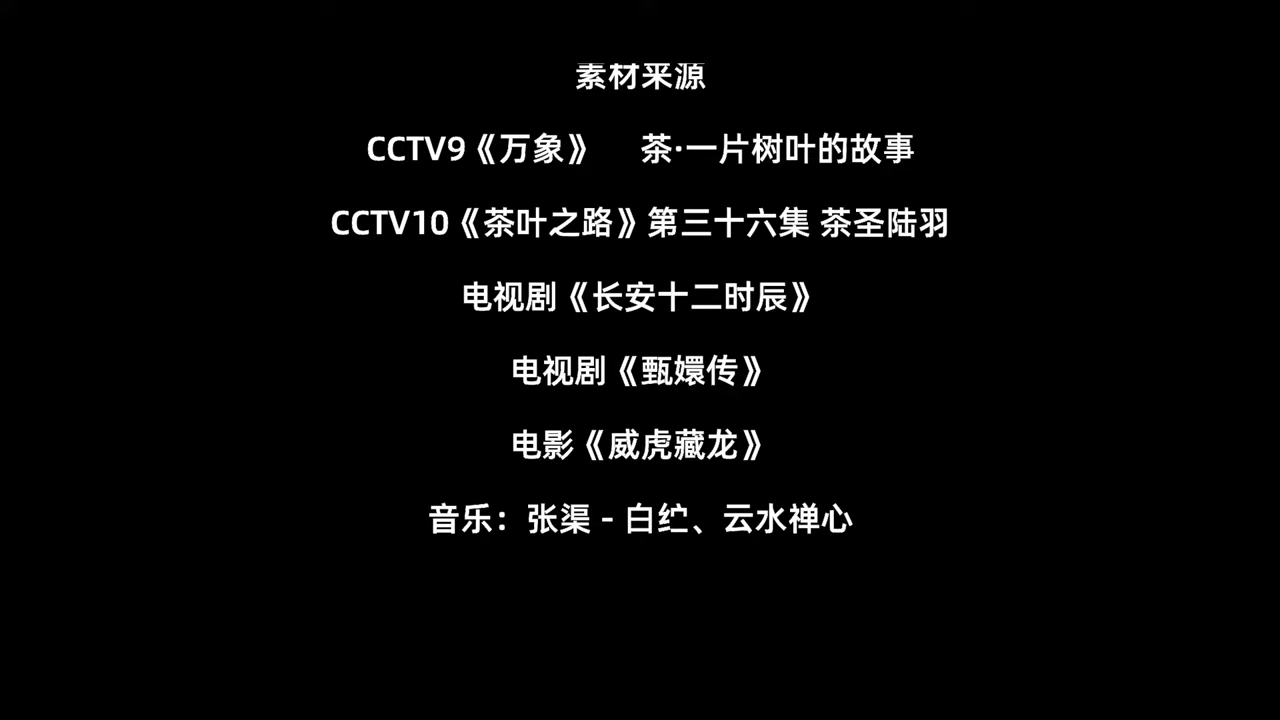 素材来源
CCTV9《万象》 茶·一片树叶的故事
CCTV10《茶叶之路》第三十六集 茶圣陆羽
电视剧《长安十二时辰》
电视剧《甄嬛传》
电影《威虎藏龙》
音乐：张渠 - 白纻、云水禅心